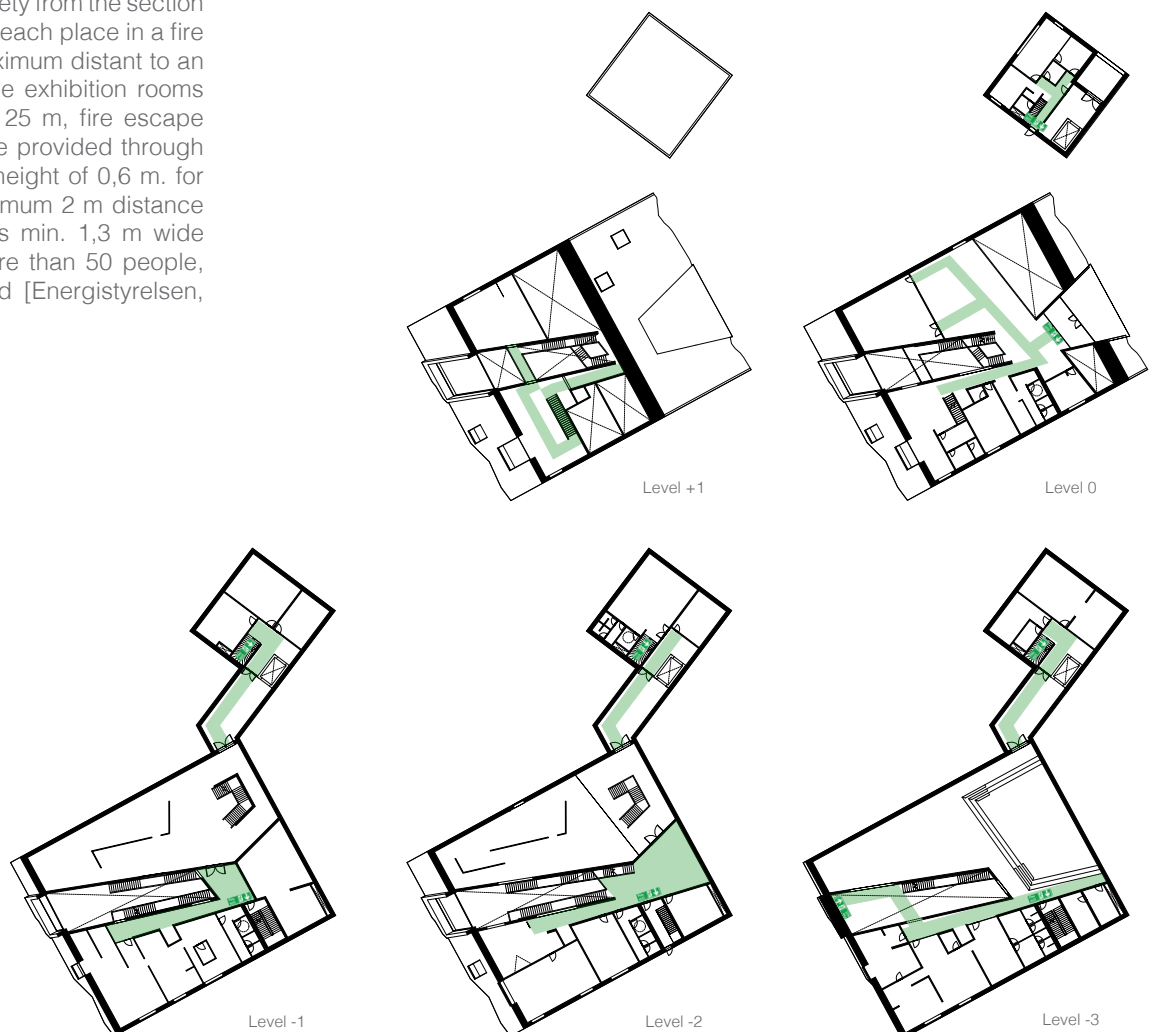 ety from the section
each place in a fire
ximum distant to an
e exhibition rooms
25 m, fire escape
e provided through
neight of 0,6 m. for
mum 2 m distance
s min. 1,3 m wide
re than 50 people,
d [Energistyrelsen,
Level +1
Level 0
Level -1
Level -2
Level -3